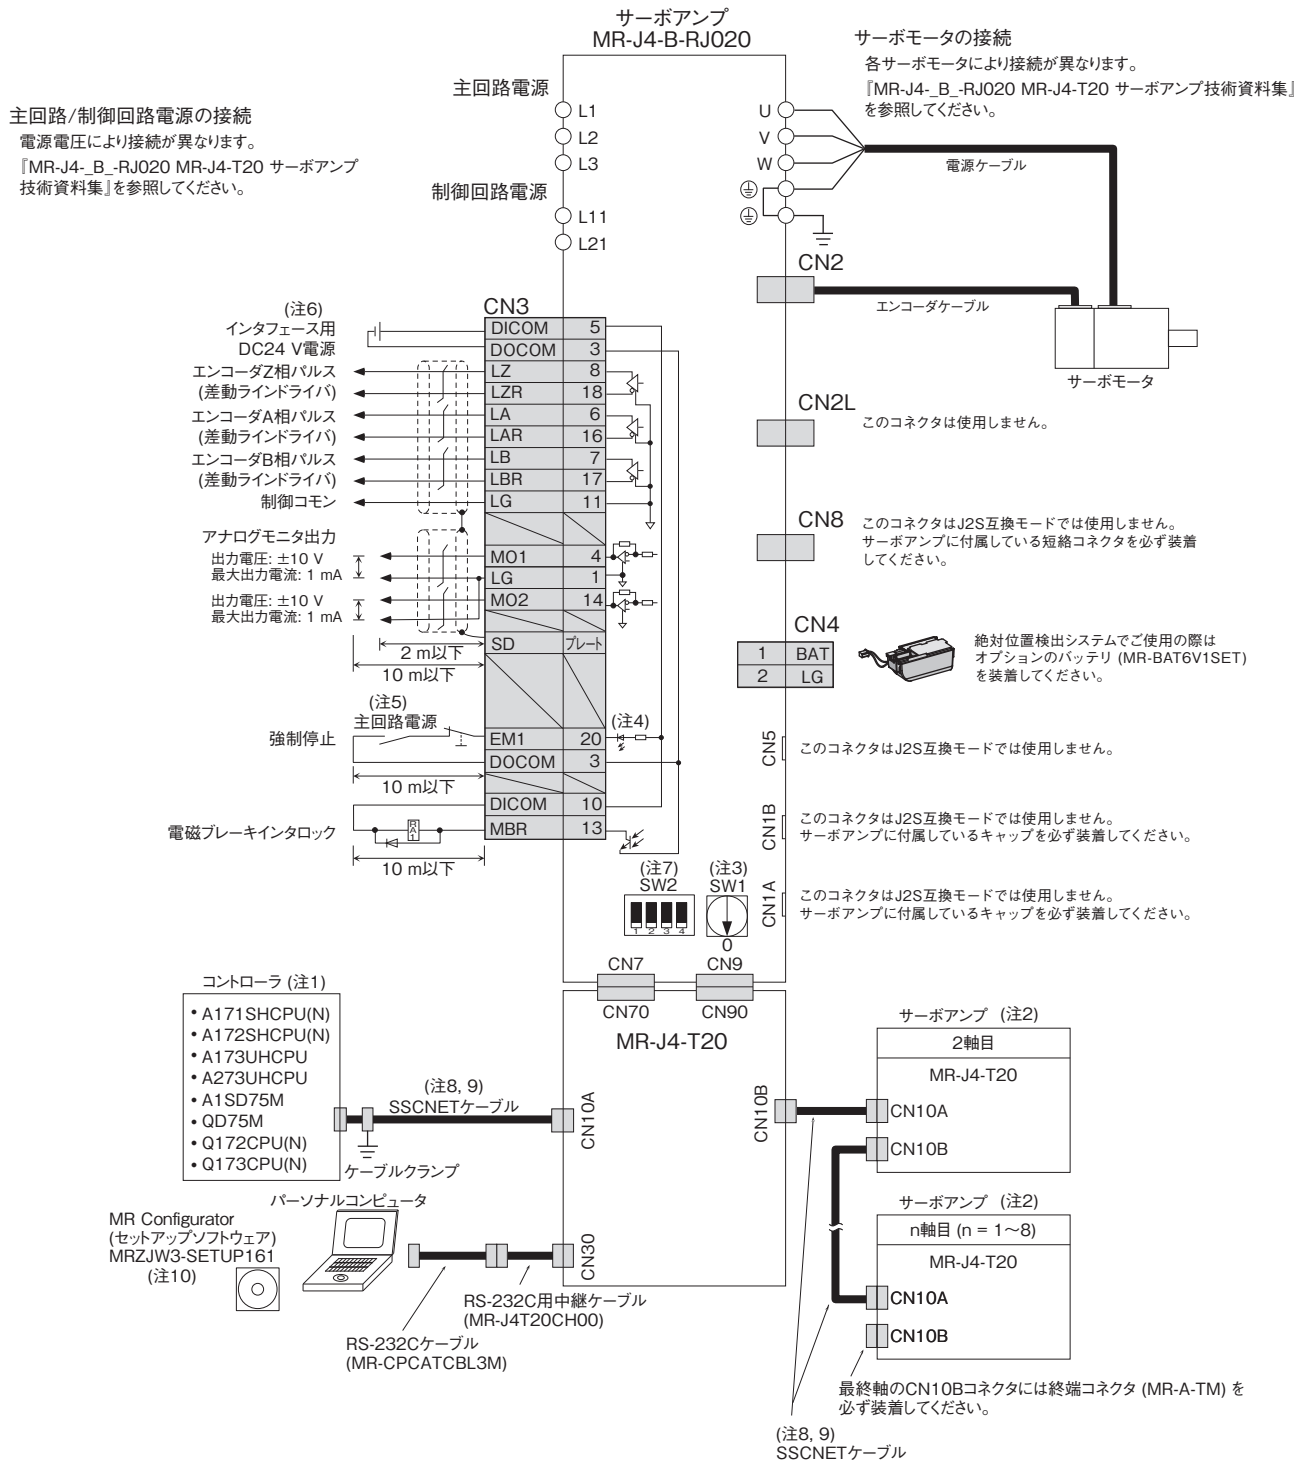 サーボアンプ
MR-J4-B-RJ020
サーボモータの接続
各サーボモータにより接続が異なります。
『MR-J4-_B_-RJ020 MR-J4-T20 サーボアンプ技術資料集』
を参照してください。
主回路/制御回路電源の接続
電源電圧により接続が異なります。
『MR-J4-_B_-RJ020 MR-J4-T20 サーボアンプ
技術資料集』を参照してください。
主回路電源
L1
L2
L3
制御回路電源
L11
L21
U
V
W
電源ケーブル
CN2
エンコーダケーブル
サーボモータ
CN2L
このコネクタは使用しません。
CN8
このコネクタはJ2S互換モードでは使用しません。
サーボアンプに付属している短絡コネクタを必ず装着
してください。
CN4
1 BAT
2 LG
絶対位置検出システムでご使用の際は
オプションのバッテリ (MR-BAT6V1SET)
を装着してください。
CN5
このコネクタはJ2S互換モードでは使用しません。
CN1B
このコネクタはJ2S互換モードでは使用しません。
サーボアンプに付属しているキャップを必ず装着してください。
CN1A
このコネクタはJ2S互換モードでは使用しません。
サーボアンプに付属しているキャップを必ず装着してください。
CN3
(注6)
インタフェース用
DC24 V電源
DICOM 5
DOCOM 3
エンコーダZ相パルス
(差動ラインドライバ)
LZ 8
LZR 18
エンコーダA相パルス
(差動ラインドライバ)
LA 6
LAR 16
エンコーダB相パルス
(差動ラインドライバ)
LB 7
LBR 17
制御コモン
LG 11
アナログモニタ出力
出力電圧: ±10 V
最大出力電流: 1 mA
MO1 4
LG 1
出力電圧: ±10 V
最大出力電流: 1 mA
MO2 14
SD プレート
2 m以下
10 m以下
(注5)
主回路電源
(注4)
強制停止
EM1 20
DOCOM 3
10 m以下
DICOM 10
電磁ブレーキインタロック
RA1
MBR 13
10 m以下
(注7)
SW2
1 2 3 4
(注3)
SW1
0
CN7
CN9
CN70
CN90
MR-J4-T20
コントローラ (注1)
• A171SHCPU(N)
• A172SHCPU(N)
• A173UHCPU
• A273UHCPU
• A1SD75M
• QD75M
• Q172CPU(N)
• Q173CPU(N)
(注8, 9)
SSCNETケーブル
ケーブルクランプ
CN10A
CN10B
サーボアンプ (注2)
2軸目
MR-J4-T20
CN10A
CN10B
サーボアンプ (注2)
n軸目 (n = 1～8)
MR-J4-T20
CN10A
CN10B
パーソナルコンピュータ
MR Configurator
(セットアップソフトウェア)
MRZJW3-SETUP161
(注10)
CN30
RS-232C用中継ケーブル
(MR-J4T20CH00)
RS-232Cケーブル
(MR-CPCATCBL3M)
最終軸のCN10Bコネクタには終端コネクタ (MR-A-TM) を
必ず装着してください。
(注8, 9)
SSCNETケーブル